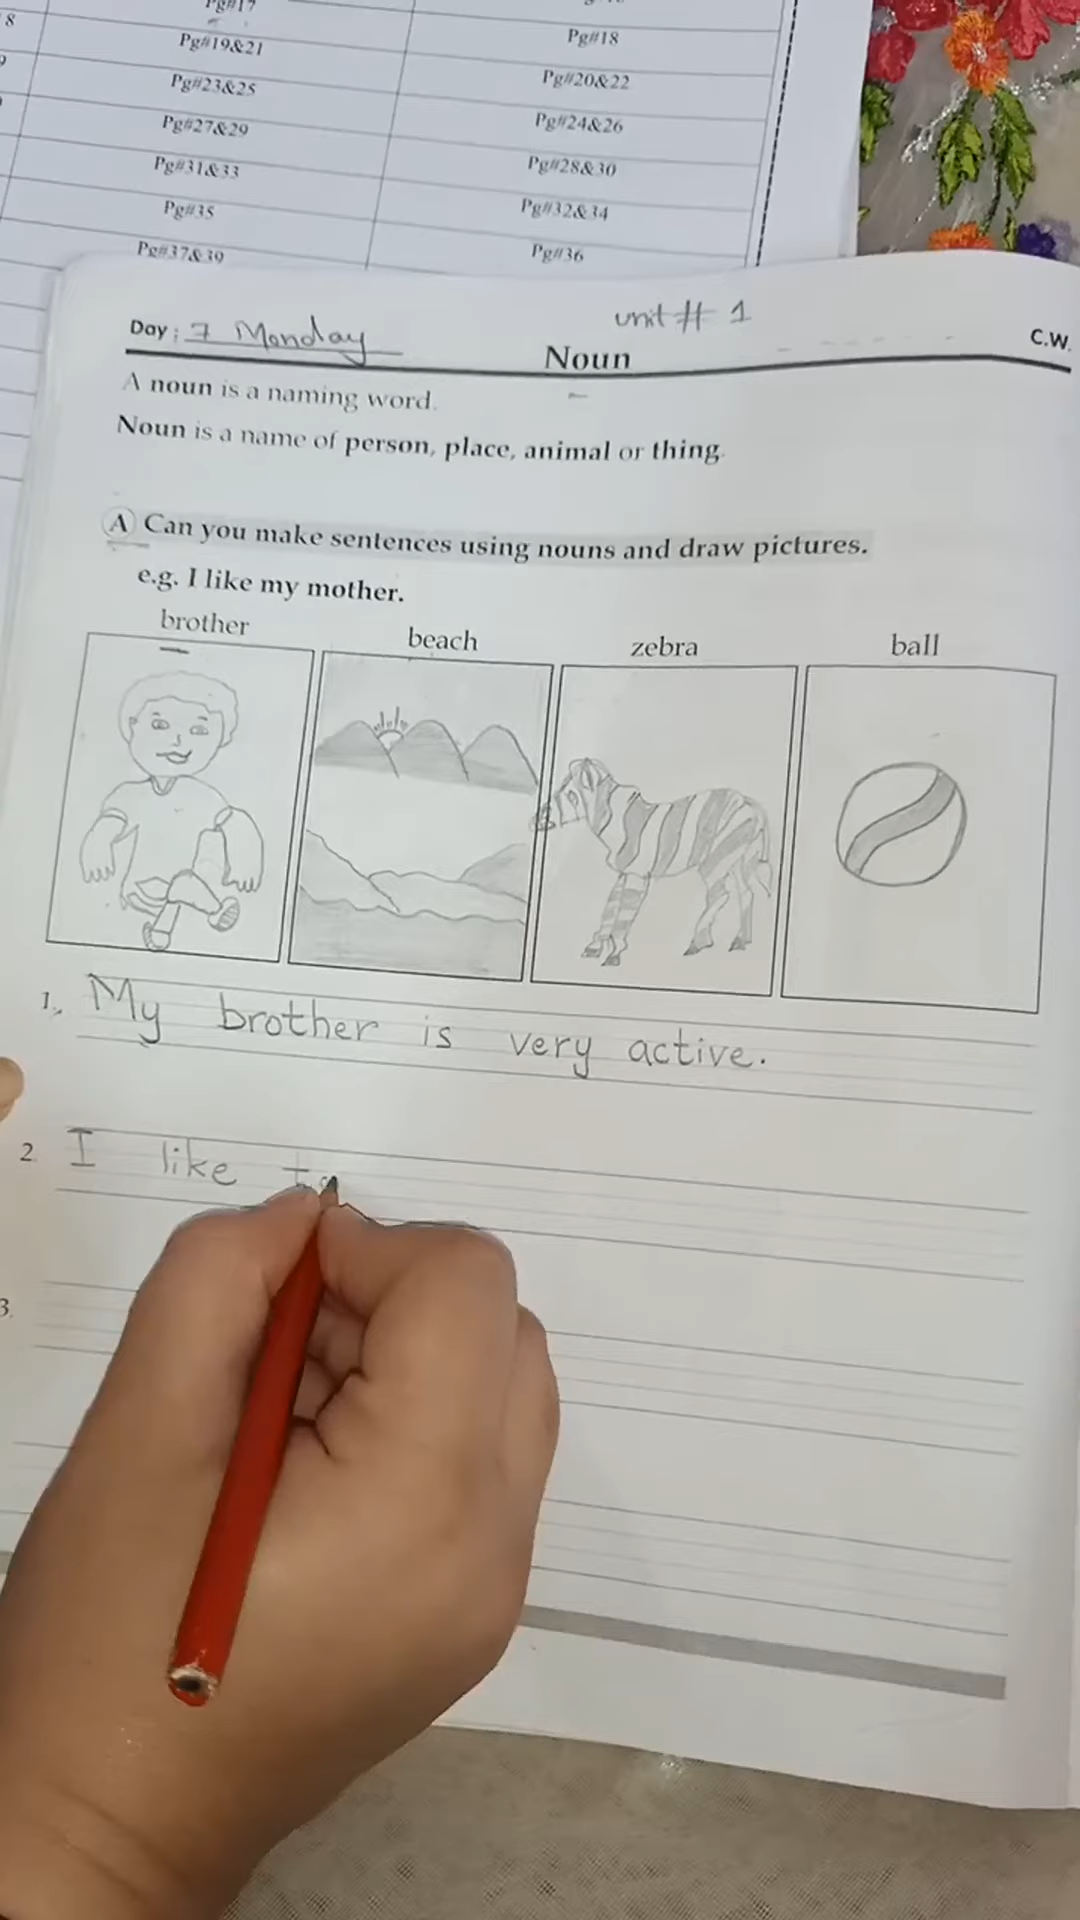 8 Pg#17
Pg#19&21 Pg#18
Pg#23&25 Pg#20&22
Pg#27&29 Pg#24&26
Pg#31&33 Pg#28&30
Pg#35 Pg#32&34
Pg#37&39 Pg#36
unit # 1
Day: 7 Monday Noun C.W.
A noun is a naming word.
Noun is a name of person, place, animal or thing.
A Can you make sentences using nouns and draw pictures.
e.g. I like my mother.
brother beach zebra ball
1. My brother is very active.
2. I like to
3.